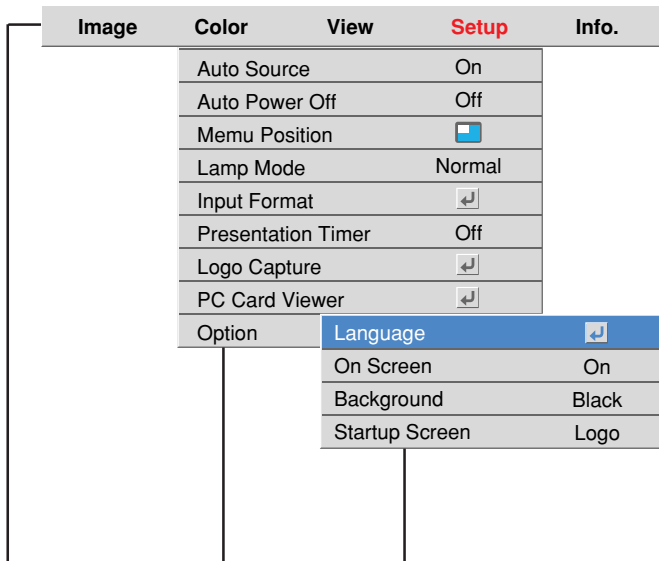 Image Color View Setup Info.
Auto Source On
Auto Power Off Off
Memu Position
Lamp Mode Normal
Input Format
Presentation Timer Off
Logo Capture
PC Card Viewer
Option
Language
On Screen On
Background Black
Startup Screen Logo